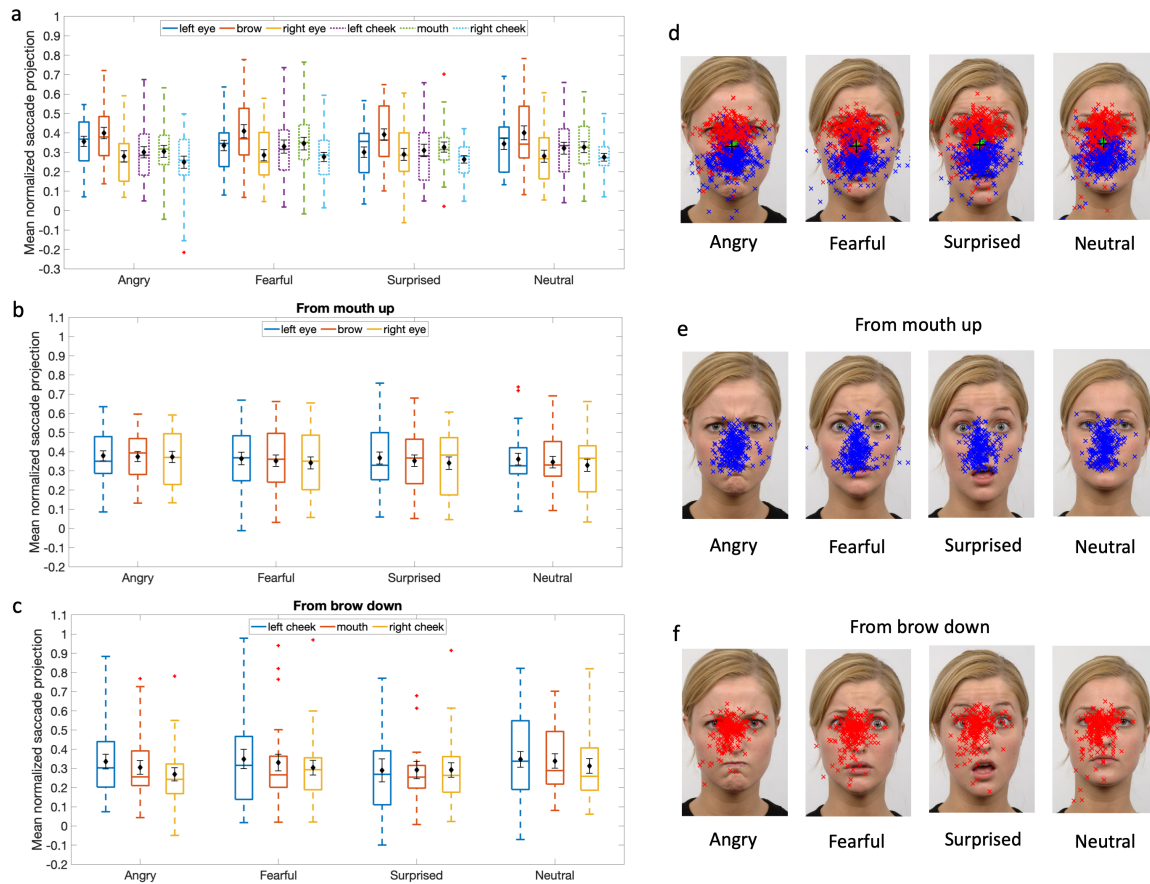 a
left eye brow right eye left cheek mouth right cheek
Mean normalized saccade projection
1
0.9
0.8
0.7
0.6
0.5
0.4
0.3
0.2
0.1
0
-0.1
-0.2
-0.3
Angry Fearful Surprised Neutral
b
From mouth up
left eye brow right eye
Mean normalized saccade projection
1.1
1
0.9
0.8
0.7
0.6
0.5
0.4
0.3
0.2
0.1
0
-0.1
-0.2
Angry Fearful Surprised Neutral
c
From brow down
left cheek mouth right cheek
Mean normalized saccade projection
1.1
1
0.9
0.8
0.7
0.6
0.5
0.4
0.3
0.2
0.1
0
-0.1
-0.2
Angry Fearful Surprised Neutral
d
Angry Fearful Surprised Neutral
e
From mouth up
Angry Fearful Surprised Neutral
f
From brow down
Angry Fearful Surprised Neutral